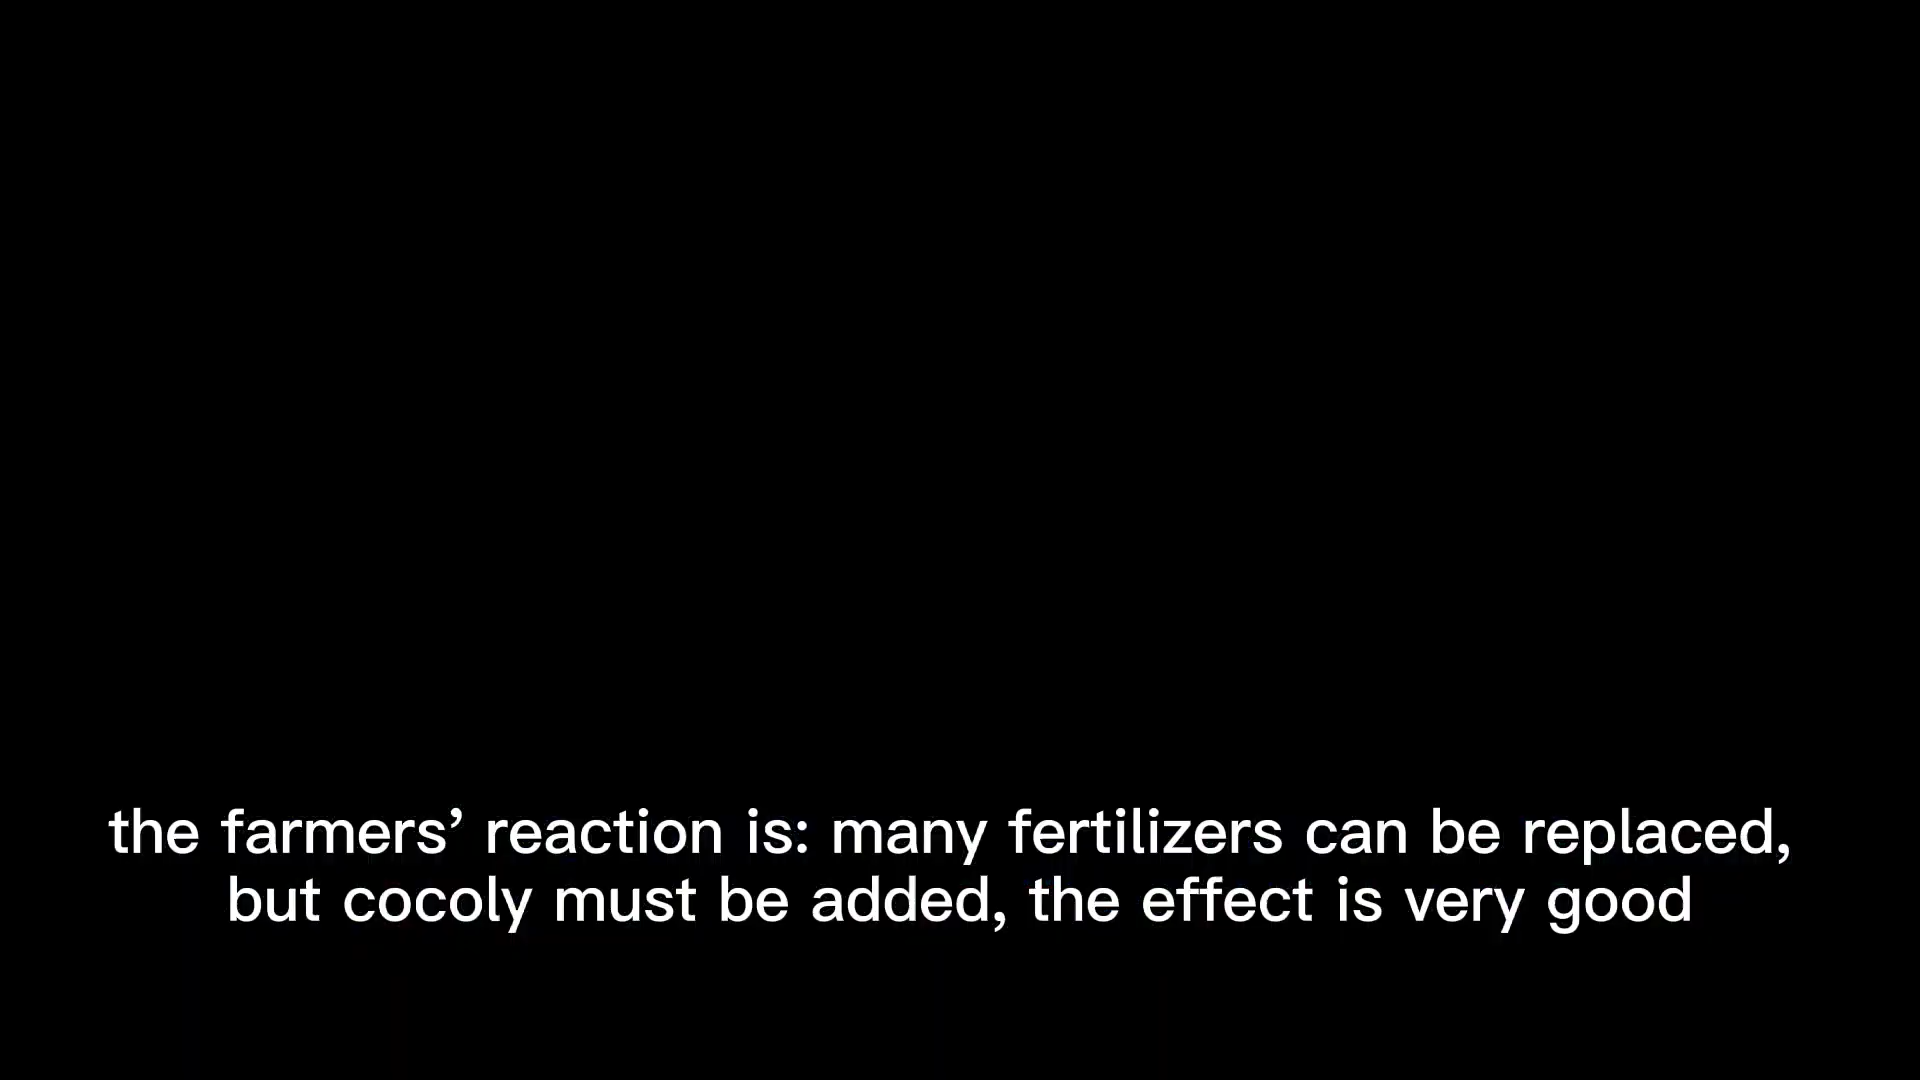 the farmers’ reaction is: many fertilizers can be replaced,
but cocoly must be added, the effect is very good